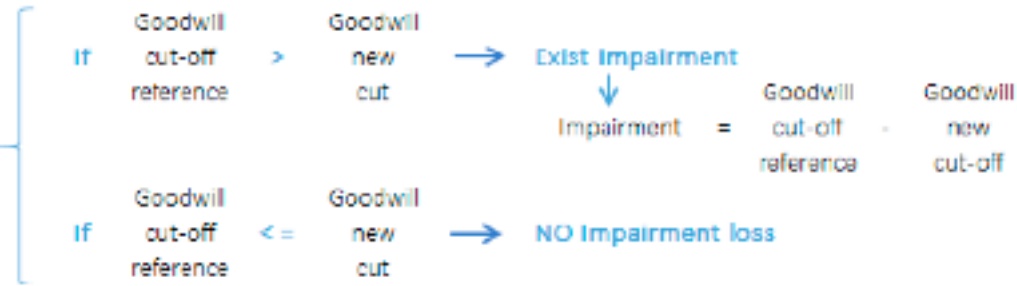 Goodwill Goodwill
If cut-off > new Exist Impairment
reference cut
Goodwill Goodwill
Impairment = cut-off - new
reference cut-off
Goodwill Goodwill
If cut-off <= new NO Impairment loss
reference cut